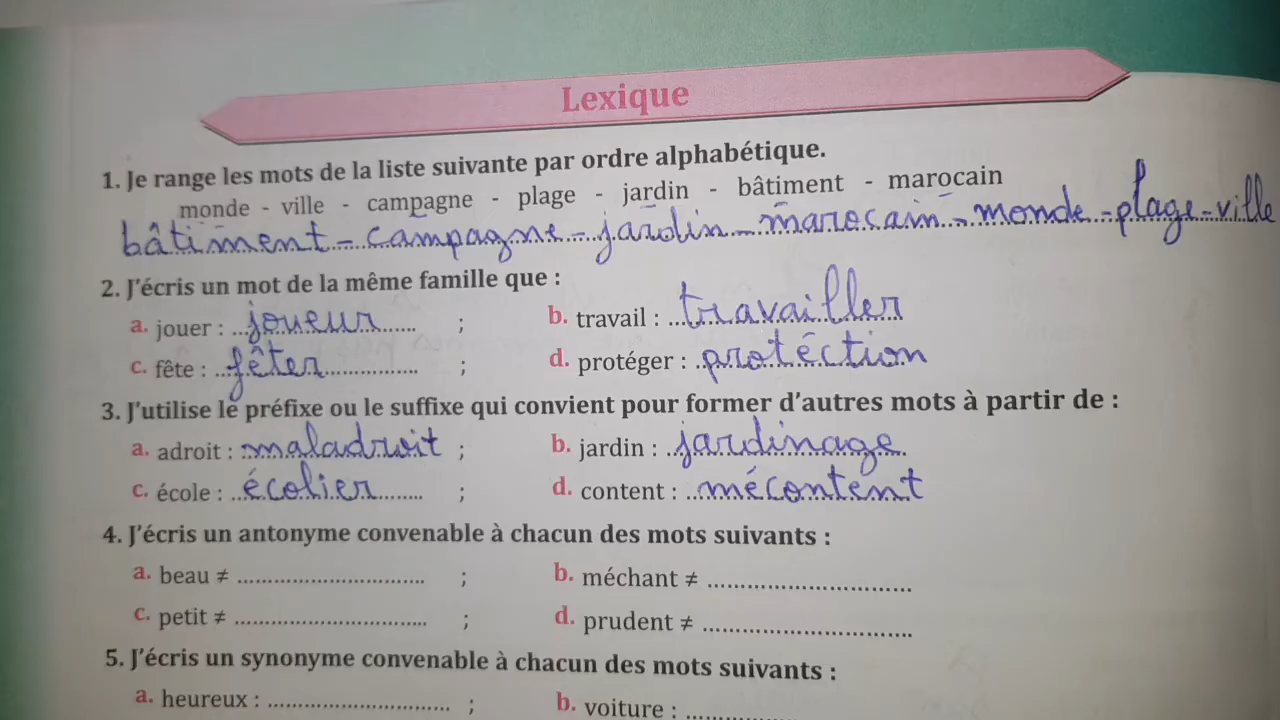 Lexique
1. Je range les mots de la liste suivante par ordre alphabétique.
monde - ville - campagne - plage - jardin - bâtiment - marocain
bâtiment - campagne - jardin - marocain - monde - plage - ville
2. J'écris un mot de la même famille que :
a. jouer : ...joueur...... ; b. travail : ...travailler
c. fête : ...fêter............... ; d. protéger : ..protéction
3. J'utilise le préfixe ou le suffixe qui convient pour former d'autres mots à partir de :
a. adroit : maladroit ; b. jardin : ..jardinage
c. école : ...écolier........ ; d. content : ...mécontent
4. J'écris un antonyme convenable à chacun des mots suivants :
a. beau ≠ .............................. ; b. méchant ≠ ................................
c. petit ≠ .............................. ; d. prudent ≠ ................................
5. J'écris un synonyme convenable à chacun des mots suivants :
a. heureux : .............................. ; b. voiture : ................